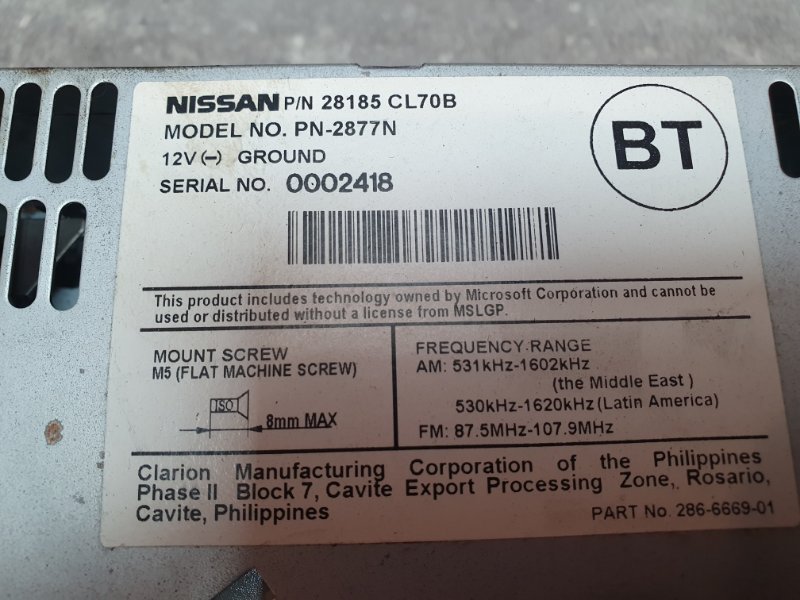 NISSAN P/N 28185 CL70B
MODEL NO. PN-2877N
12V(-) GROUND
SERIAL NO. 0002418
BT
This product includes technology owned by Microsoft Corporation and cannot be
used or distributed without a license from MSLGP.
MOUNT SCREW
M5 (FLAT MACHINE SCREW)
ISO
8mm MAX
FREQUENCY RANGE
AM: 531kHz-1602kHz
(the Middle East)
530kHz-1620kHz (Latin America)
FM: 87.5MHz-107.9MHz
Clarion Manufacturing Corporation of the Philippines
Phase II Block 7, Cavite Export Processing Zone, Rosario,
Cavite, Philippines
PART No. 286-6669-01